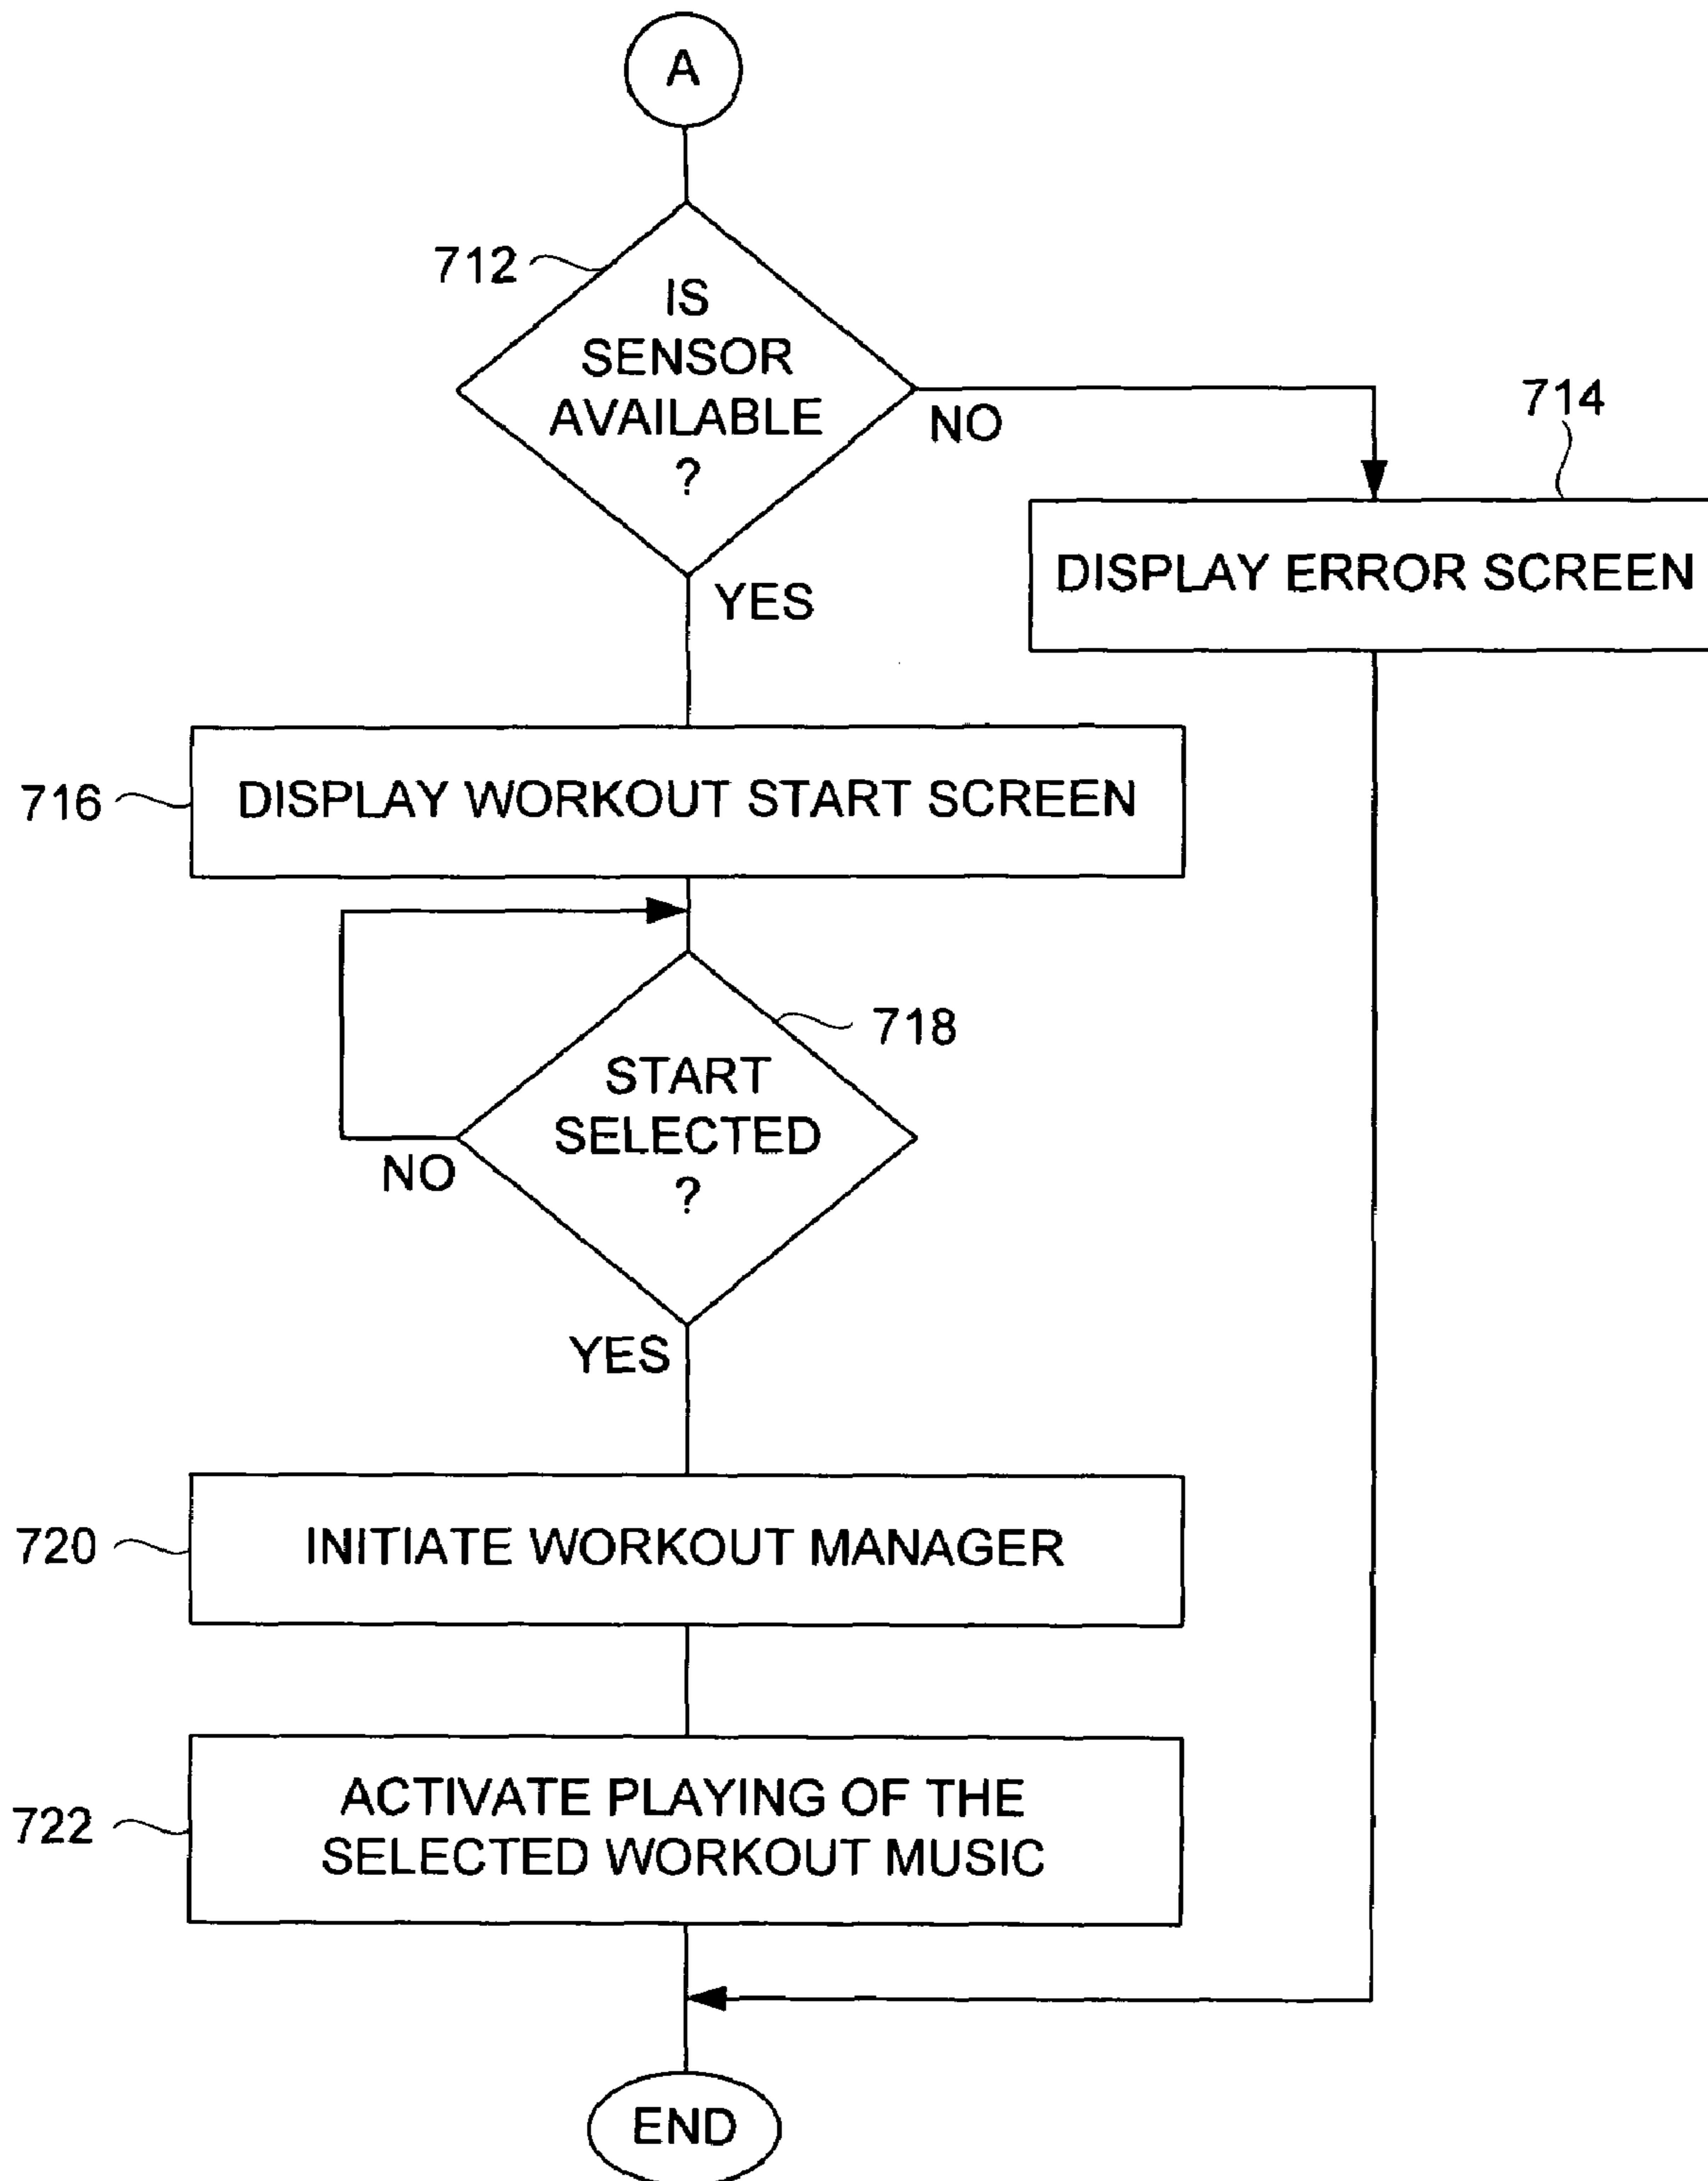 A
712
IS
SENSOR
AVAILABLE
?
NO
714
DISPLAY ERROR SCREEN
YES
716
DISPLAY WORKOUT START SCREEN
718
START
SELECTED
?
NO
YES
720
INITIATE WORKOUT MANAGER
722
ACTIVATE PLAYING OF THE
SELECTED WORKOUT MUSIC
END